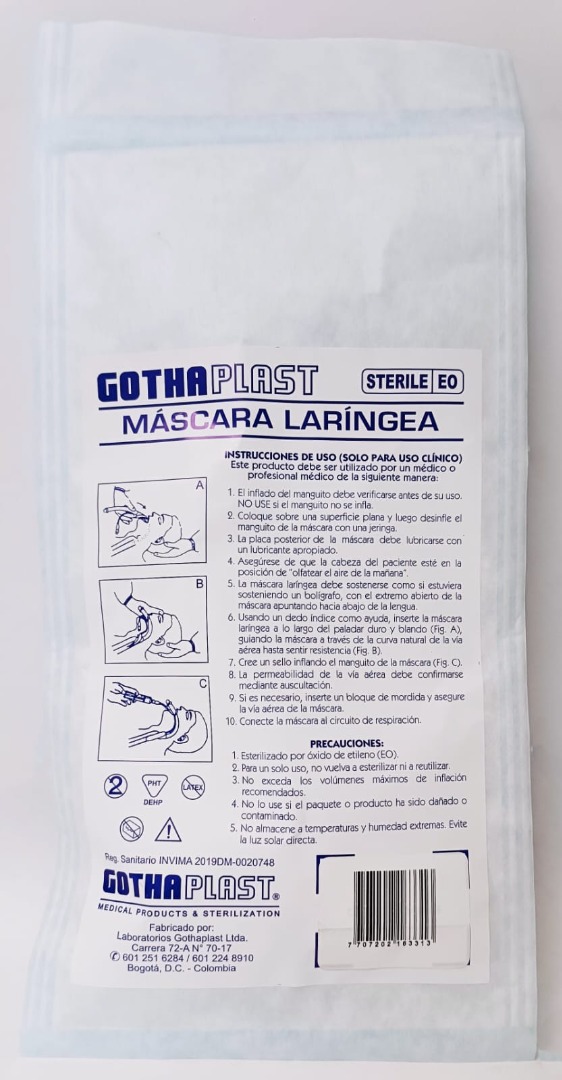 GOTHAPLAST
STERILE EO
MÁSCARA LARÍNGEA
INSTRUCCIONES DE USO (SOLO PARA USO CLÍNICO)
Este producto debe ser utilizado por un médico o
profesional médico de la siguiente manera:
A
B
C
1. El inflado del manguito debe verificarse antes de su uso.
NO USE si el manguito no se infla.
2. Coloque sobre una superficie plana y luego desinfle el
manguito de la máscara con una jeringa.
3. La placa posterior de la máscara debe lubricarse con
un lubricante apropiado.
4. Asegúrese de que la cabeza del paciente esté en la
posición de "olfatear el aire de la mañana".
5. La máscara laríngea debe sostenerse como si estuviera
sosteniendo un bolígrafo, con el extremo abierto de la
máscara apuntando hacia abajo de la lengua.
6. Usando un dedo índice como ayuda, inserte la máscara
laríngea a lo largo del paladar duro y blando (Fig. A),
guiando la máscara a través de la curva natural de la vía
aérea hasta sentir resistencia (Fig. B).
7. Cree un sello inflando el manguito de la máscara (Fig. C).
8. La permeabilidad de la vía aérea debe confirmarse
mediante auscultación.
9. Si es necesario, inserte un bloque de mordida y asegure
la vía aérea de la máscara.
10. Conecte la máscara al circuito de respiración.
PRECAUCIONES:
1. Esterilizado por óxido de etileno (EO).
2. Para un solo uso, no vuelva a esterilizar ni a reutilizar.
3. No exceda los volúmenes máximos de inflación
recomendados.
4. No lo use si el paquete o producto ha sido dañado o
contaminado.
5. No almacene a temperaturas y humedad extremas. Evite
la luz solar directa.
2
PHT
DEHP
LATEX
Reg. Sanitario INVIMA 2019DM-0020748
GOTHAPLAST®
MEDICAL PRODUCTS & STERILIZATION
Fabricado por:
Laboratorios Gothaplast Ltda.
Carrera 72-A N° 70-17
✆ 601 251 6284 / 601 224 8910
Bogotá, D.C. - Colombia
7 707202 163313